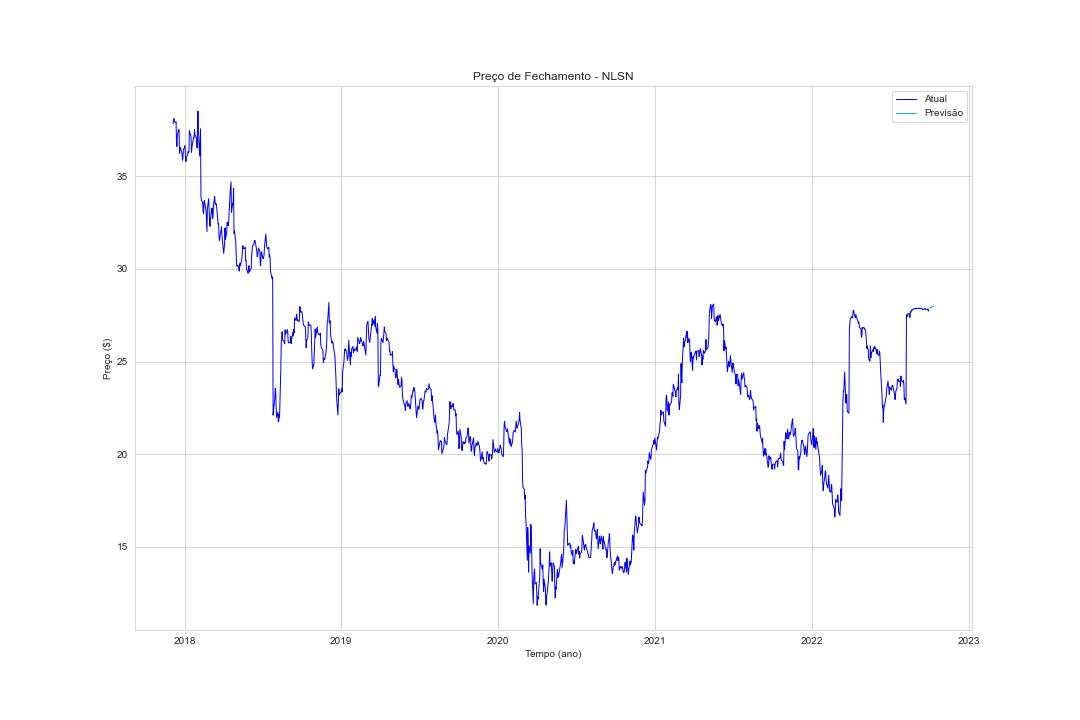 Preço de Fechamento - NLSN
Atual
Previsão
35
30
25
20
15
Preço ($)
2018 2019 2020 2021 2022 2023
Tempo (ano)